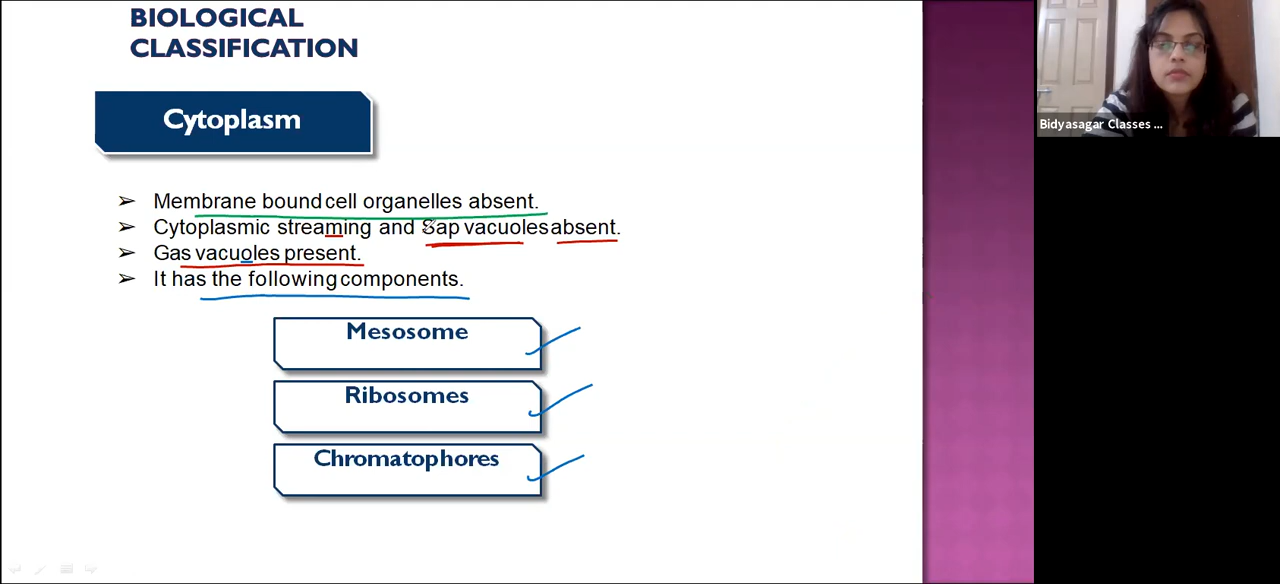 BIOLOGICAL
CLASSIFICATION
Cytoplasm
➢ Membrane bound cell organelles absent.
➢ Cytoplasmic streaming and Sap vacuoles absent.
➢ Gas vacuoles present.
➢ It has the following components.
Mesosome
Ribosomes
Chromatophores
Bidyasagar Classes ...